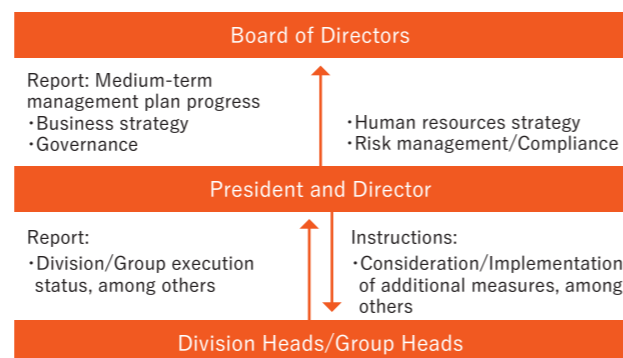 Board of Directors
Report: Medium-term
management plan progress
・Business strategy
・Governance
・Human resources strategy
・Risk management/Compliance
President and Director
Report:
・Division/Group execution
status, among others
Instructions:
・Consideration/Implementation
of additional measures, among
others
Division Heads/Group Heads